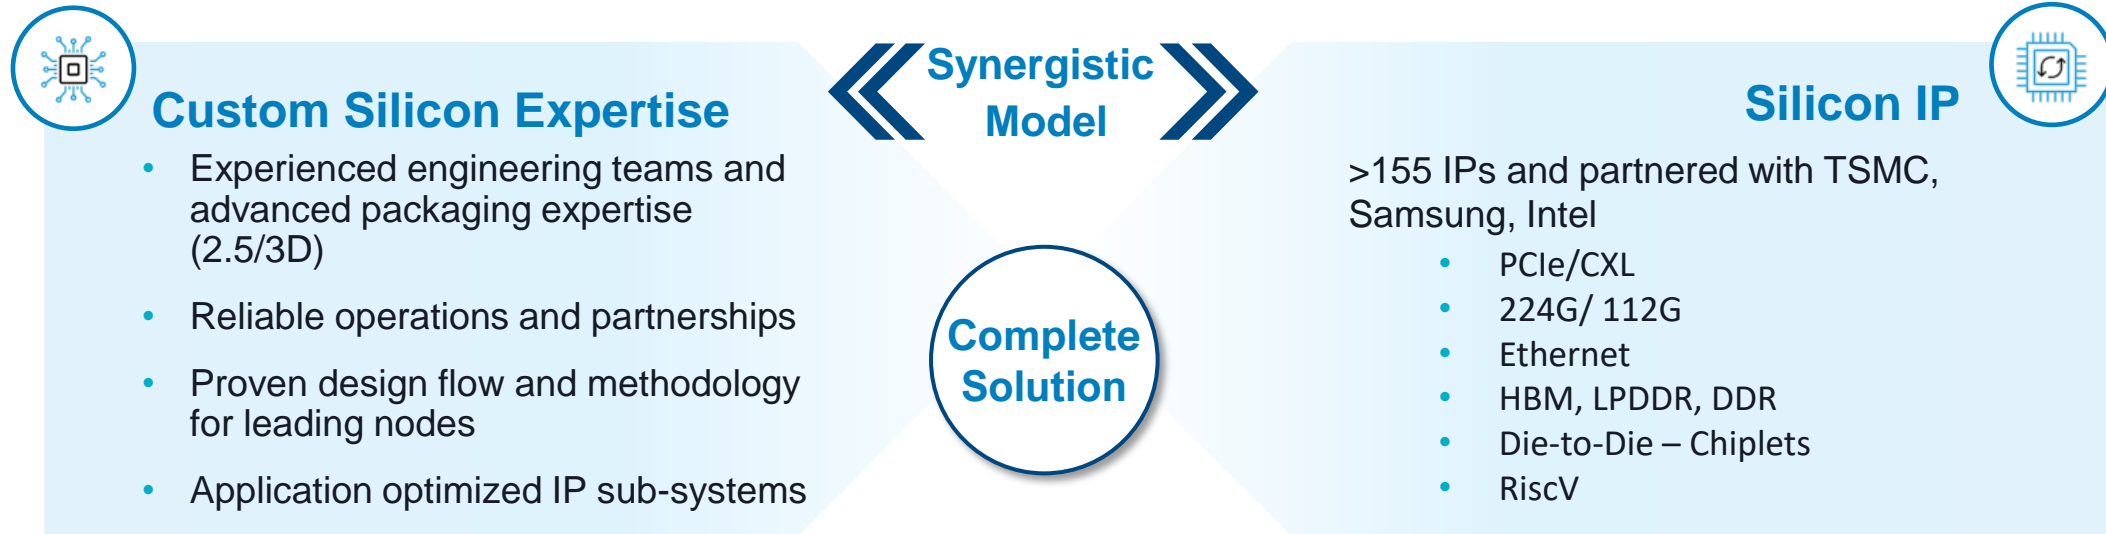 Custom Silicon Expertise
• Experienced engineering teams and
advanced packaging expertise
(2.5/3D)
• Reliable operations and partnerships
• Proven design flow and methodology
for leading nodes
• Application optimized IP sub-systems
Synergistic
Model
Complete
Solution
Silicon IP
>155 IPs and partnered with TSMC,
Samsung, Intel
• PCIe/CXL
• 224G/ 112G
• Ethernet
• HBM, LPDDR, DDR
• Die-to-Die – Chiplets
• RiscV